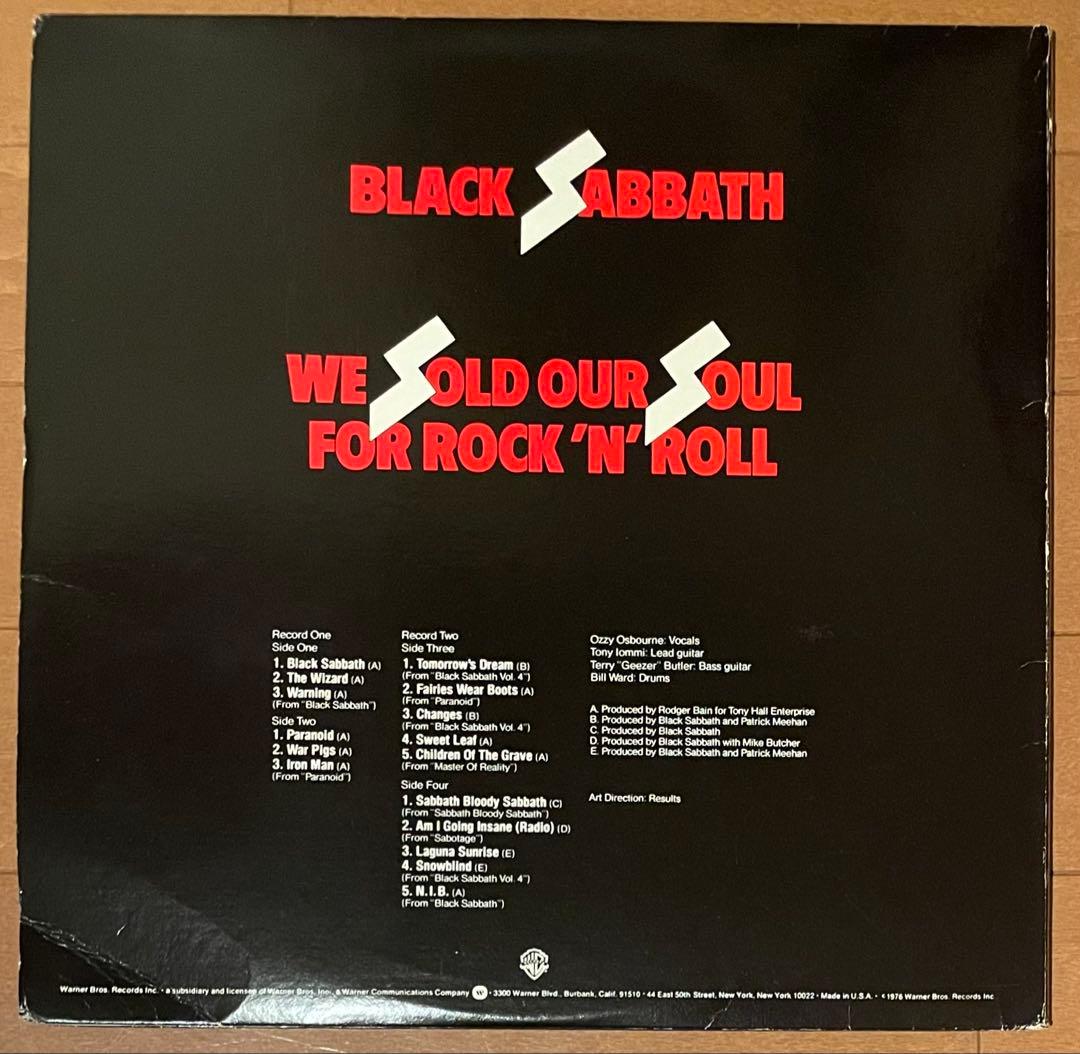 BLACK SABBATH
WE SOLD OUR SOUL
FOR ROCK 'N' ROLL
Record One
Side One
1. Black Sabbath (A)
2. The Wizard (A)
3. Warning (A)
(From "Black Sabbath")
Side Two
1. Paranoid (A)
2. War Pigs (A)
3. Iron Man (A)
(From "Paranoid")
Record Two
Side Three
1. Tomorrow's Dream (B)
(From "Black Sabbath Vol. 4")
2. Fairies Wear Boots (A)
(From "Paranoid")
3. Changes (B)
(From "Black Sabbath Vol. 4")
4. Sweet Leaf (A)
5. Children Of The Grave (A)
(From "Master Of Reality")
Side Four
1. Sabbath Bloody Sabbath (C)
(From "Sabbath Bloody Sabbath")
2. Am I Going Insane (Radio) (D)
(From "Sabotage")
3. Laguna Sunrise (E)
4. Snowblind (E)
(From "Black Sabbath Vol. 4")
5. N.I.B. (A)
(From "Black Sabbath")
Ozzy Osbourne: Vocals
Tony Iommi: Lead guitar
Terry "Geezer" Butler: Bass guitar
Bill Ward: Drums
A. Produced by Rodger Bain for Tony Hall Enterprise
B. Produced by Black Sabbath and Patrick Meehan
C. Produced by Black Sabbath
D. Produced by Black Sabbath with Mike Butcher
E. Produced by Black Sabbath and Patrick Meehan
Art Direction: Results
Warner Bros. Records Inc. • a subsidiary and licensee of Warner Bros. Inc., a Warner Communications Company W • 3300 Warner Blvd., Burbank, Calif. 91510 • 44 East 50th Street, New York, New York 10022 • Made in U.S.A. • © 1976 Warner Bros. Records Inc